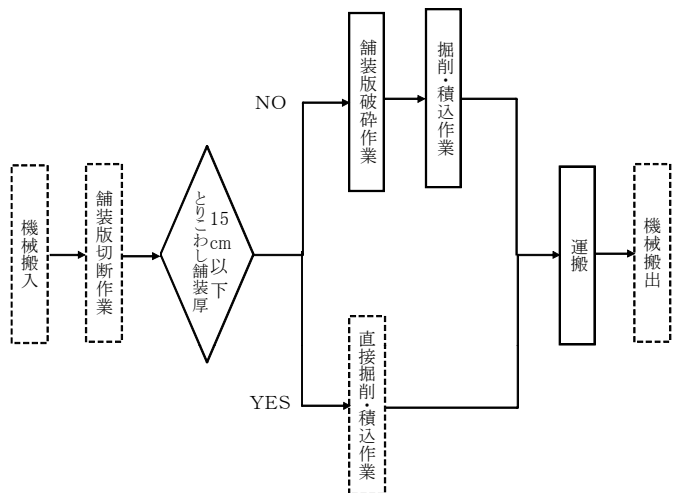 機械搬入
舗装版切断作業
とりこわし舗装厚
15cm以下
NO
舗装版破砕作業
掘削・積込作業
YES
直接掘削・積込作業
運搬
機械搬出